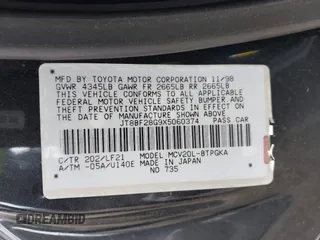 MFD. BY TOYOTA MOTOR CORPORATION 11/98
GVWR 4345LB GAWR FR 2665LB RR 2665LB
THIS VEHICLE CONFORMS TO ALL APPLICABLE
FEDERAL MOTOR VEHICLE SAFETY, BUMPER, AND
THEFT PREVENTION STANDARDS IN EFFECT ON
THE DATE OF MANUFACTURE SHOWN ABOVE.
JT8BF28G9X5060374 PASS CAR
C/TR 202/LF21 MODEL MCV20L-BTPGKA
A/TM -05A/U140E MADE IN JAPAN
NO 735
DREAMBID